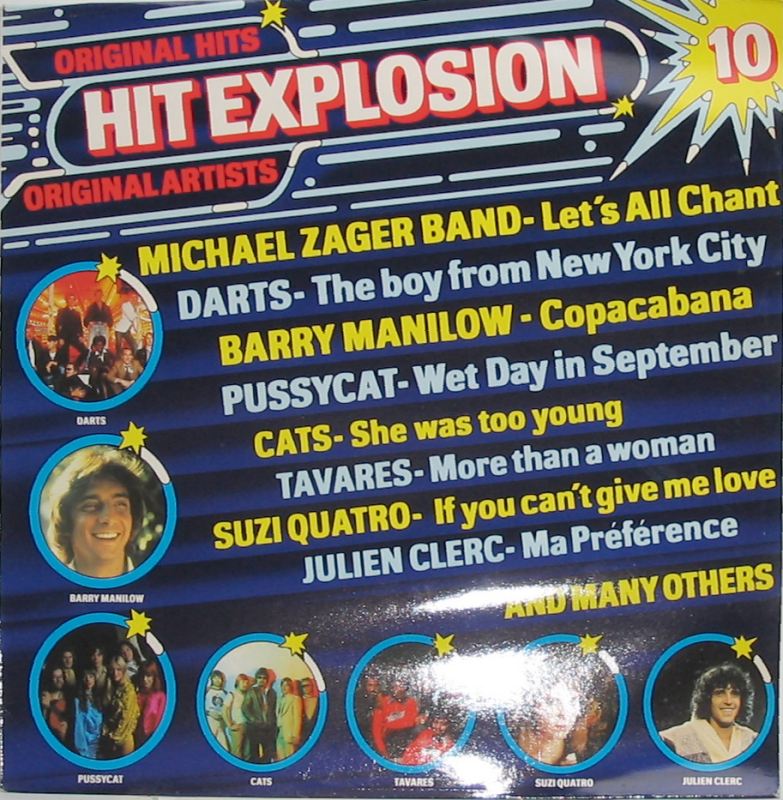 ORIGINAL HITS
HIT EXPLOSION
10
ORIGINAL ARTISTS
MICHAEL ZAGER BAND- Let's All Chant
DARTS- The boy from New York City
BARRY MANILOW - Copacabana
PUSSYCAT- Wet Day in September
CATS- She was too young
TAVARES- More than a woman
SUZI QUATRO- If you can't give me love
JULIEN CLERC- Ma Préférence
AND MANY OTHERS
DARTS
BARRY MANILOW
PUSSYCAT
CATS
TAVARES
SUZI QUATRO
JULIEN CLERC